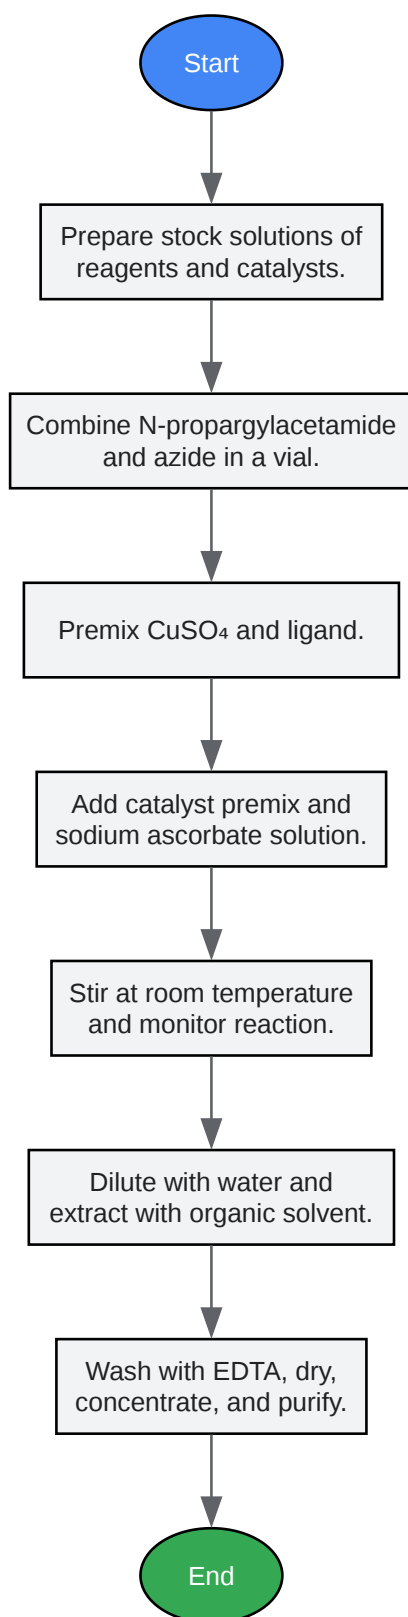 Start
Prepare stock solutions of
reagents and catalysts.
Combine N-propargylacetamide
and azide in a vial.
Premix CuSO₄ and ligand.
Add catalyst premix and
sodium ascorbate solution.
Stir at room temperature
and monitor reaction.
Dilute with water and
extract with organic solvent.
Wash with EDTA, dry,
concentrate, and purify.
End